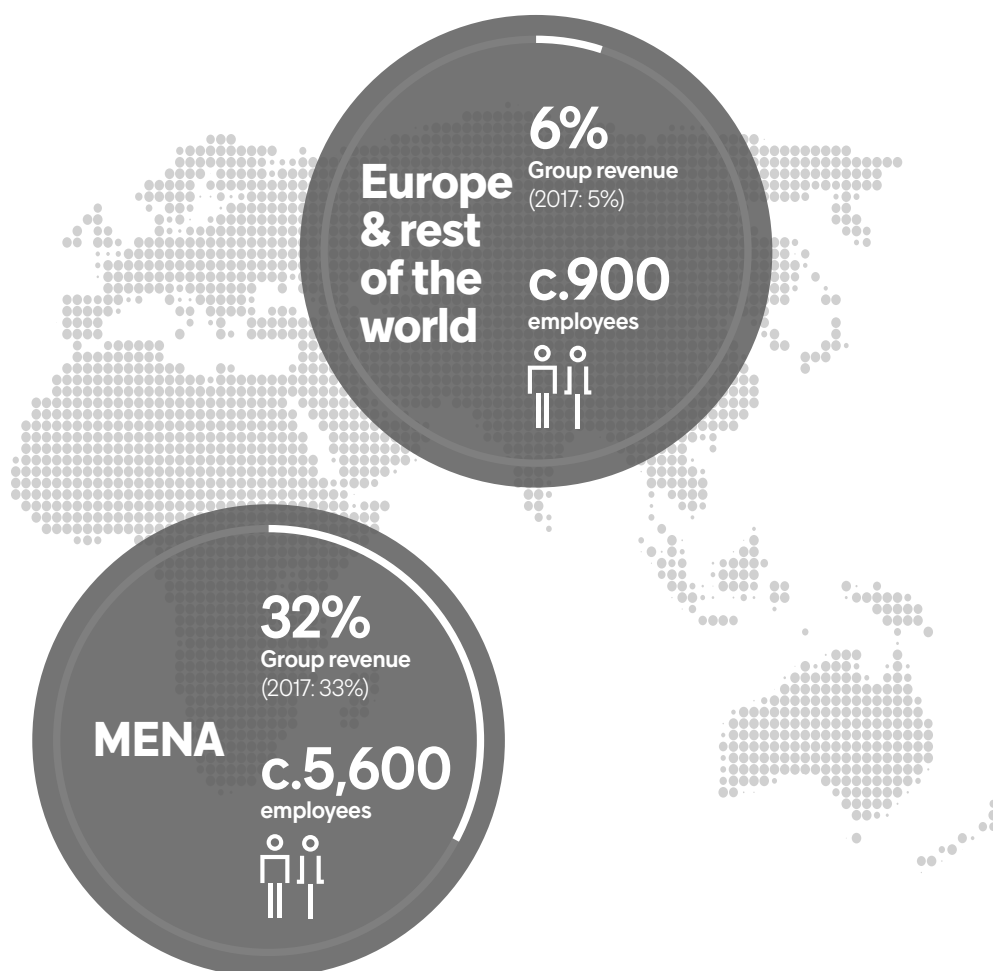 Europe
& rest
of the
world
6%
Group revenue
(2017: 5%)
c.900
employees
MENA
32%
Group revenue
(2017: 33%)
c.5,600
employees